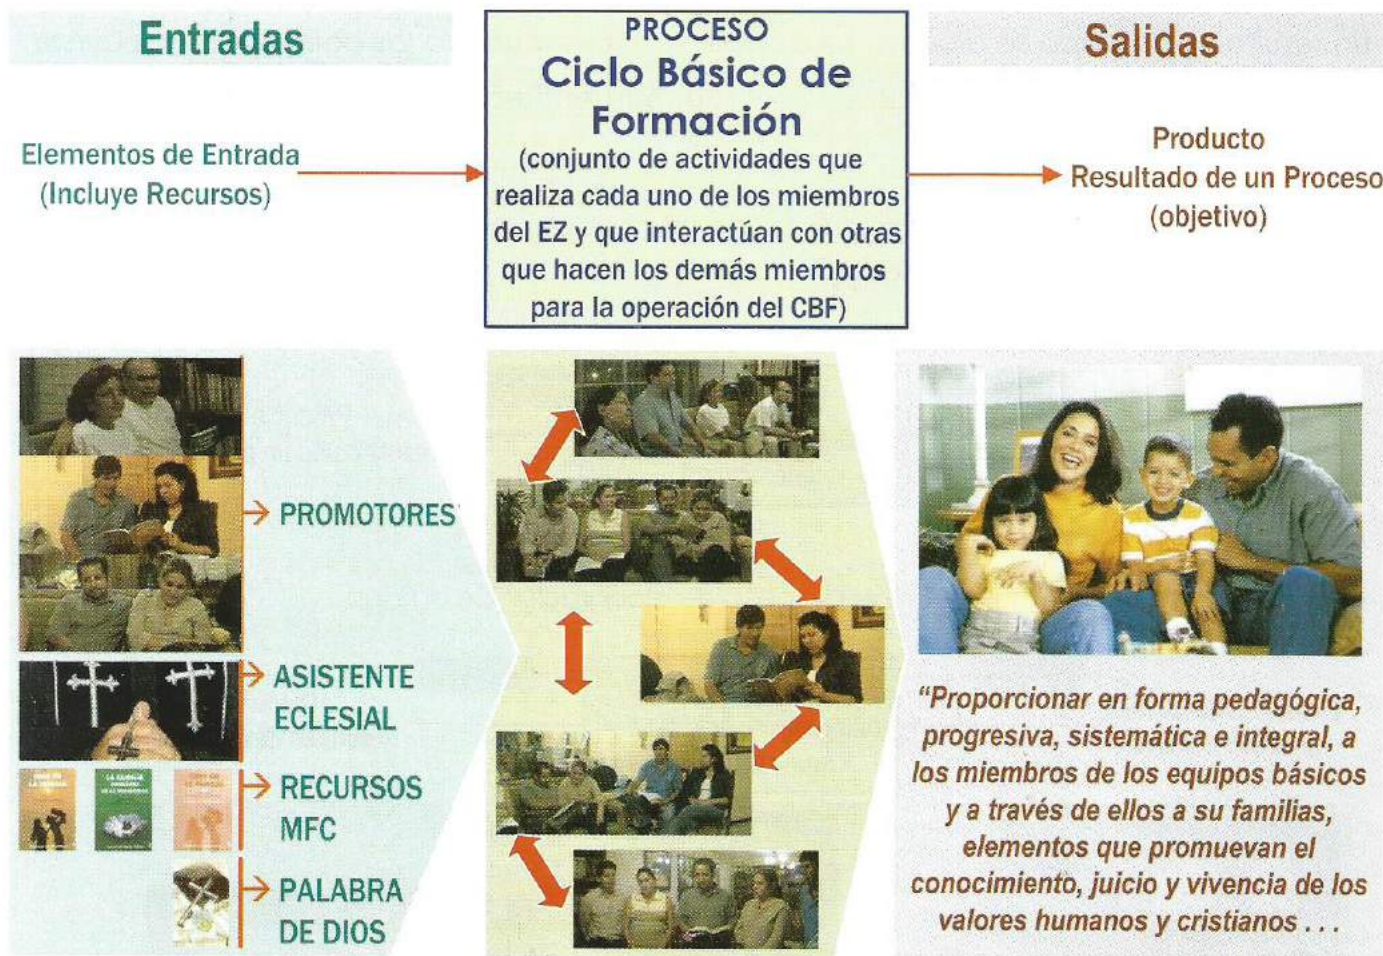 Entradas
Elementos de Entrada
(Incluye Recursos)
PROCESO
Ciclo Básico de
Formación
(conjunto de actividades que
realiza cada uno de los miembros
del EZ y que interactúan con otras
que hacen los demás miembros
para la operación del CBF)
Salidas
Producto
Resultado de un Proceso
(objetivo)
PROMOTORES
ASISTENTE
ECLESIAL
RECURSOS
MFC
PALABRA
DE DIOS
“Proporcionar en forma pedagógica,
progresiva, sistemática e integral, a
los miembros de los equipos básicos
y a través de ellos a su familias,
elementos que promuevan el
conocimiento, juicio y vivencia de los
valores humanos y cristianos . . .